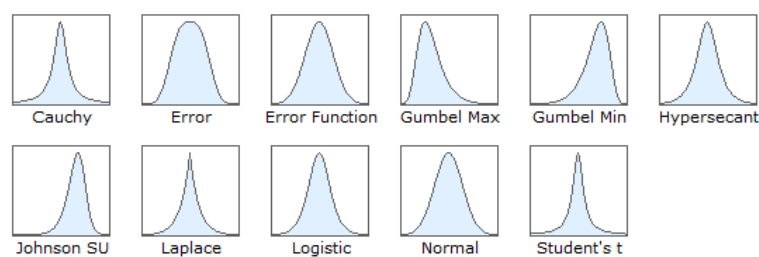 Cauchy Error Error Function Gumbel Max Gumbel Min Hypersecant
Johnson SU Laplace Logistic Normal Student's t